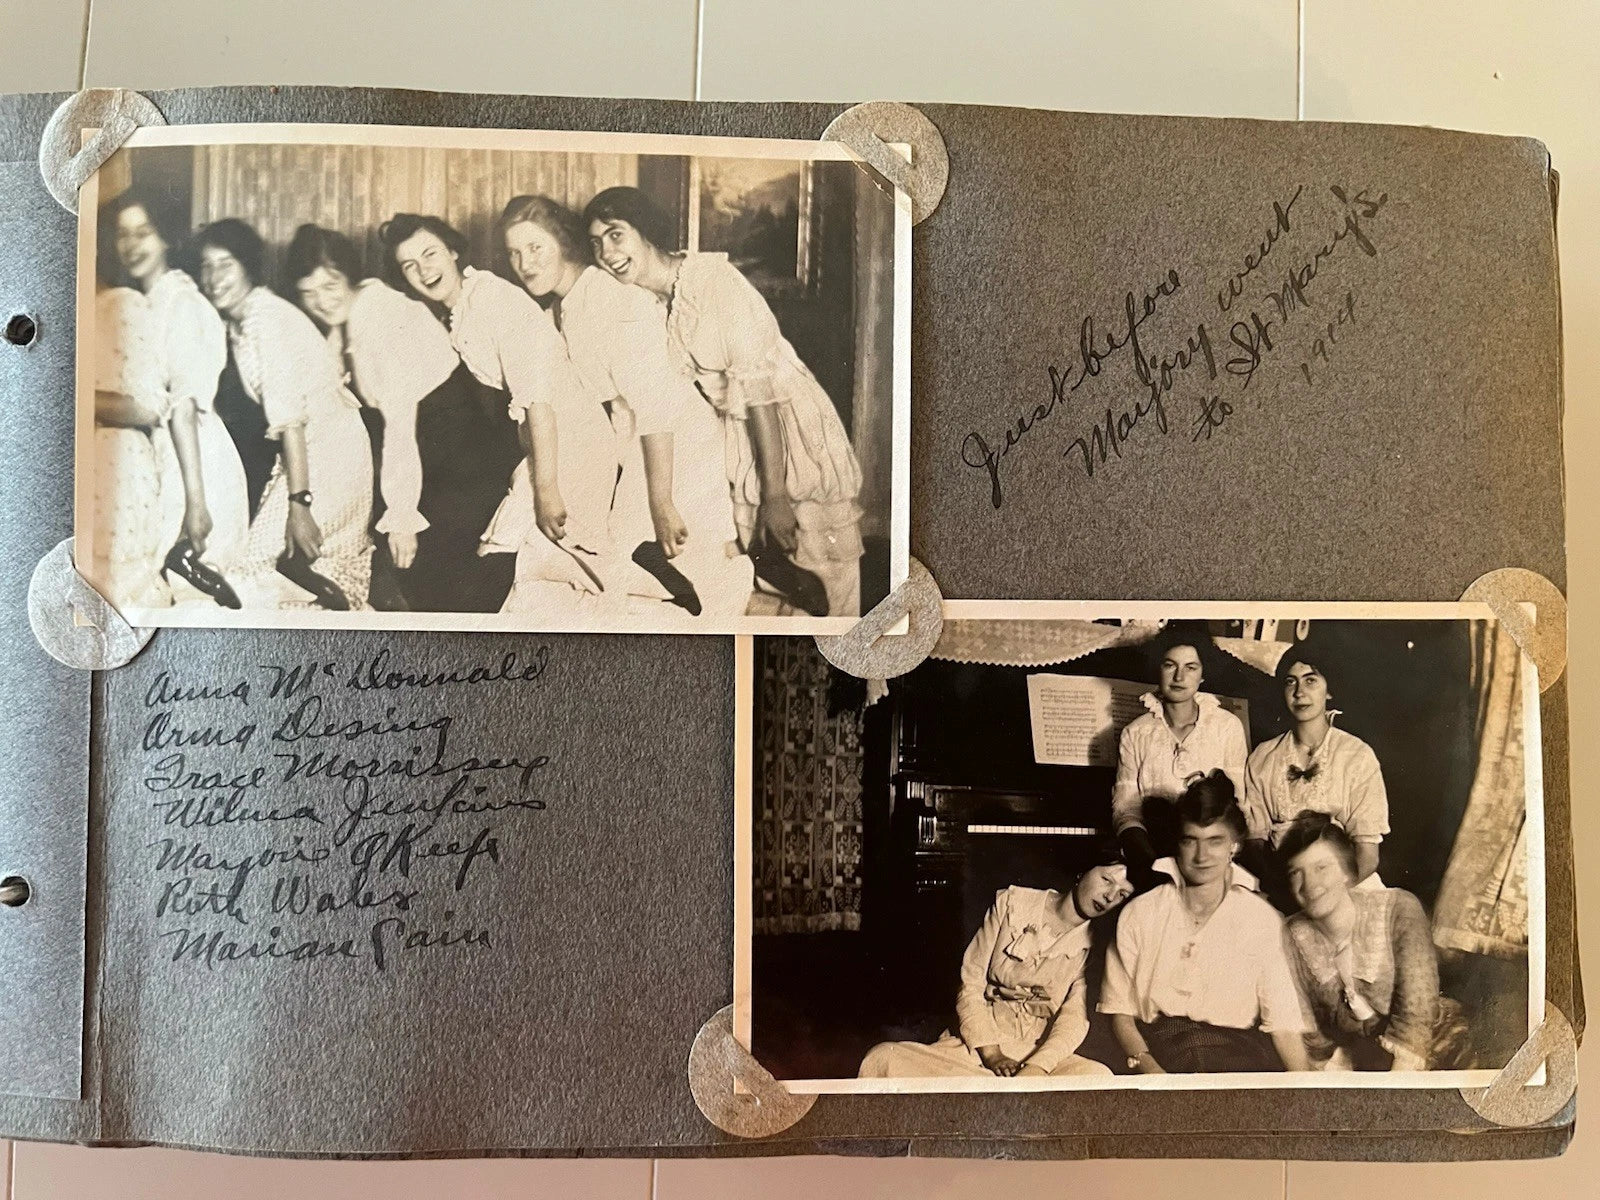 Just before
Marjory went
to St Mary's
1914
Anna McDonnald
Orma Desing
Grace Morrissey
Wilma Jenkins
Marjorie O'Keefe
Ruth Wales
Marian Cain